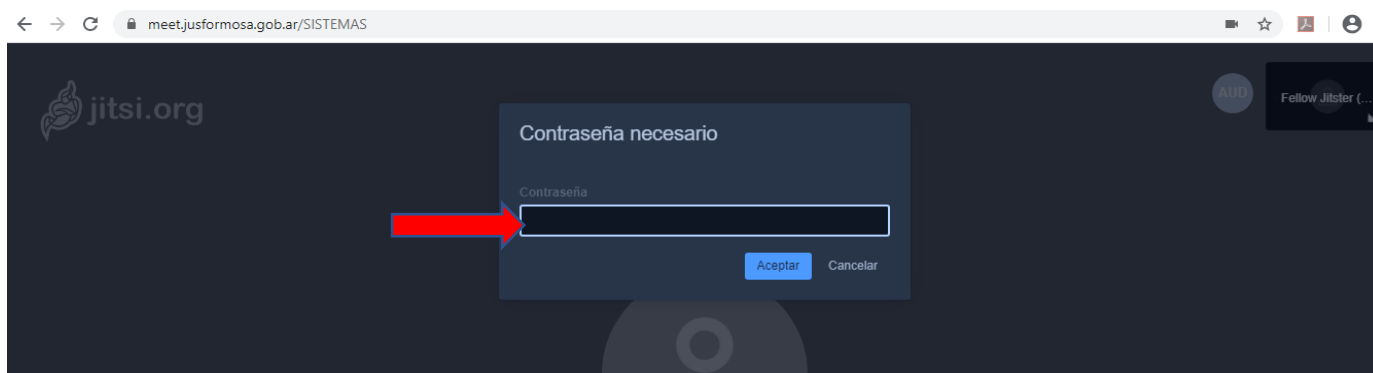 meet.jusformosa.gob.ar/SISTEMAS
jitsi.org
AUD
Fellow Jitster (...
Contraseña necesario
Contraseña
Aceptar Cancelar